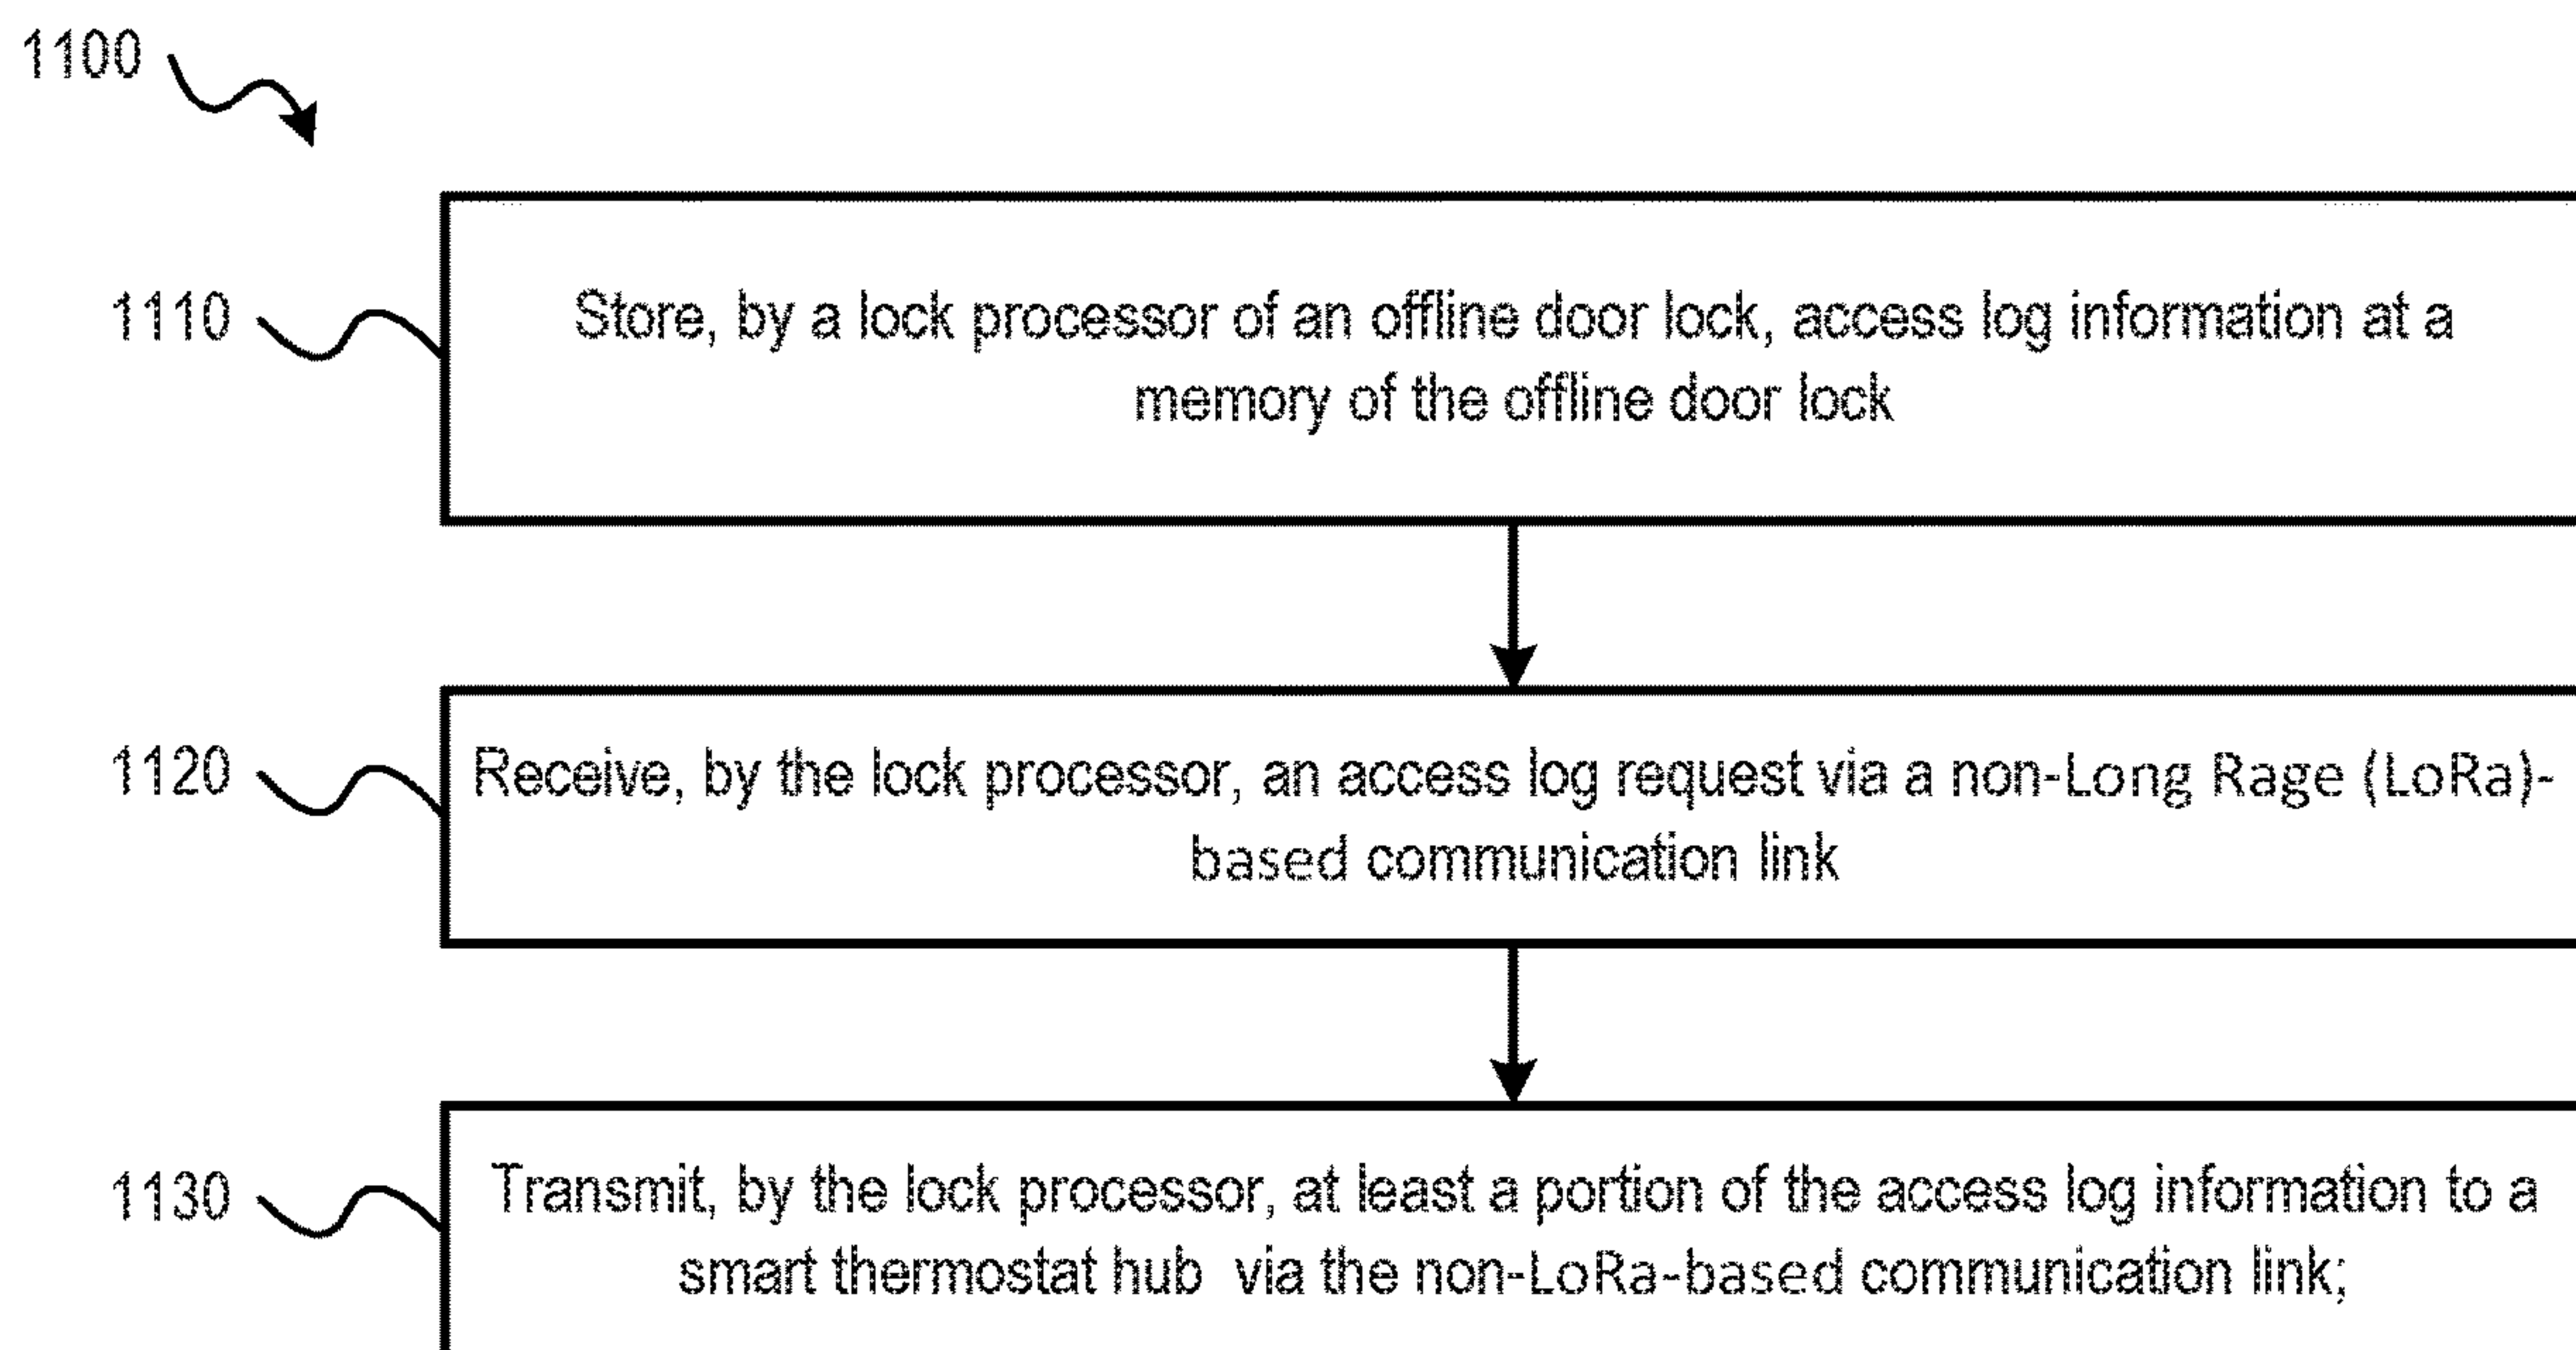 1100
1110
Store, by a lock processor of an offline door lock, access log information at a
memory of the offline door lock
1120
Receive, by the lock processor, an access log request via a non-Long Rage (LoRa)-
based communication link
1130
Transmit, by the lock processor, at least a portion of the access log information to a
smart thermostat hub  via the non-LoRa-based communication link;